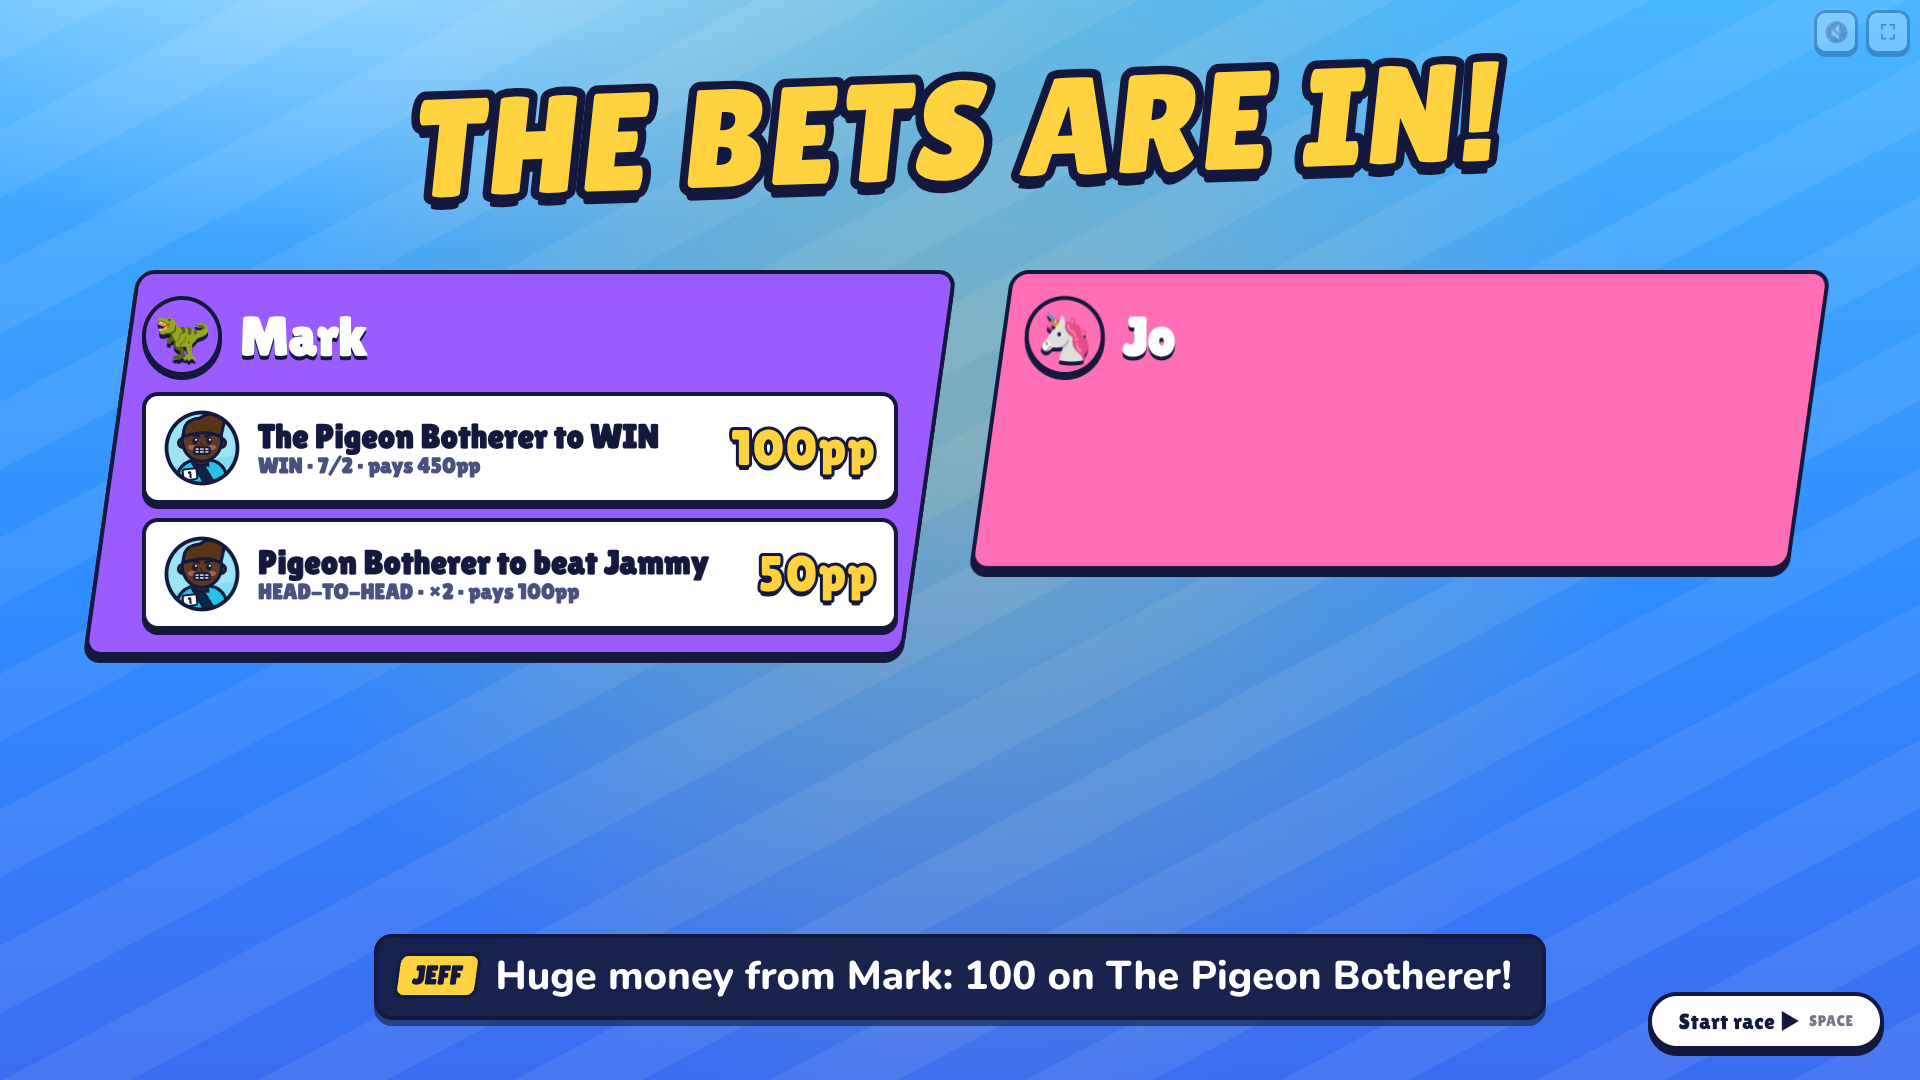 THE BETS ARE IN!
Mark
The Pigeon Botherer to WIN
WIN · 7/2 · pays 450pp
100pp
1
Pigeon Botherer to beat Jammy
HEAD-TO-HEAD · ×2 · pays 100pp
50pp
1
Jo
JEFF
Huge money from Mark: 100 on The Pigeon Botherer!
Start race ▶ SPACE